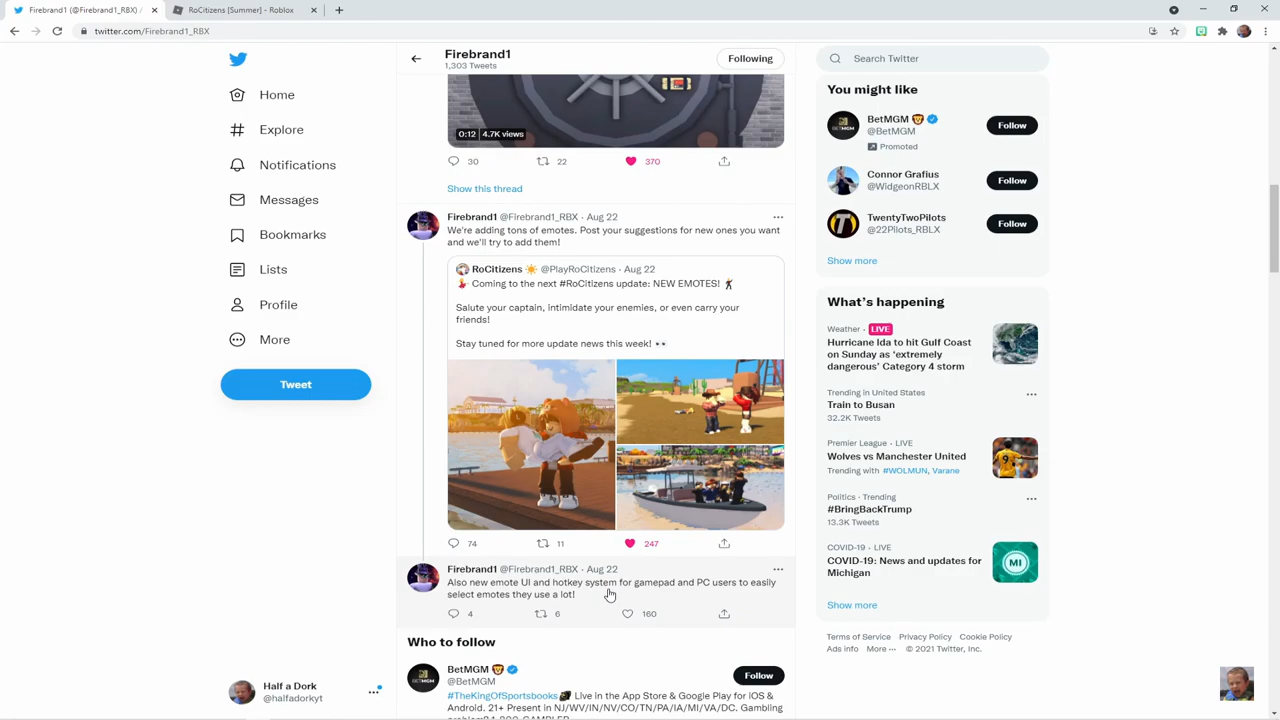 Firebrand1 (@Firebrand1_RBX) /
RoCitizens [Summer] - Roblox
twitter.com/Firebrand1_RBX
Home
Explore
Notifications
Messages
Bookmarks
Lists
Profile
More
Tweet
Half a Dork
@halfadorkyt
Firebrand1
1,303 Tweets
Following
0:12 4.7K views
30 22 370
Show this thread
Firebrand1 @Firebrand1_RBX · Aug 22
We're adding tons of emotes. Post your suggestions for new ones you want
and we'll try to add them!
RoCitizens ☀️ @PlayRoCitizens · Aug 22
💃 Coming to the next #RoCitizens update: NEW EMOTES! 🕺
Salute your captain, intimidate your enemies, or even carry your
friends!
Stay tuned for more update news this week! 👀
74 11 247
Firebrand1 @Firebrand1_RBX · Aug 22
Also new emote UI and hotkey system for gamepad and PC users to easily
select emotes they use a lot!
4 6 160
Who to follow
BetMGM 🦁
@BetMGM
Follow
#TheKingOfSportsbooks Live in the App Store & Google Play for iOS &
Android. 21+ Present in NJ/WV/IN/NV/CO/TN/PA/IA/MI/VA/DC. Gambling
Search Twitter
You might like
BetMGM 🦁
@BetMGM
Promoted
Follow
Connor Grafius
@WidgeonRBLX
Follow
TwentyTwoPilots
@22Pilots_RBLX
Follow
Show more
What's happening
Weather · LIVE
Hurricane Ida to hit Gulf Coast
on Sunday as 'extremely
dangerous' Category 4 storm
Trending in United States
Train to Busan
32.2K Tweets
Premier League · LIVE
Wolves vs Manchester United
Trending with #WOLMUN, Varane
Politics · Trending
#BringBackTrump
13.3K Tweets
COVID-19 · LIVE
COVID-19: News and updates for
Michigan
Show more
Terms of Service Privacy Policy Cookie Policy
Ads info More ··· © 2021 Twitter, Inc.